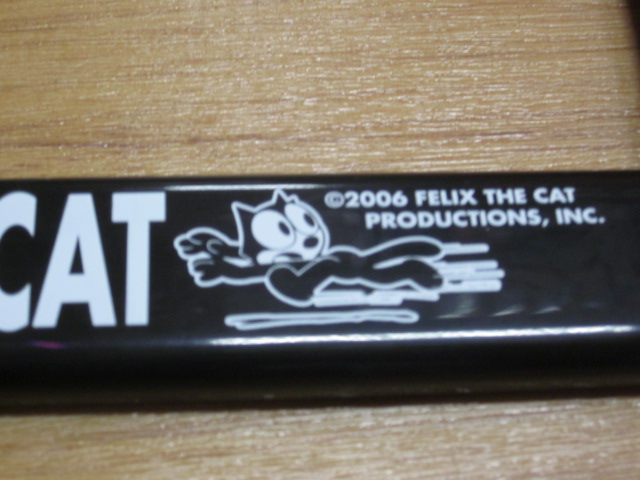 CAT
©2006 FELIX THE CAT
PRODUCTIONS, INC.